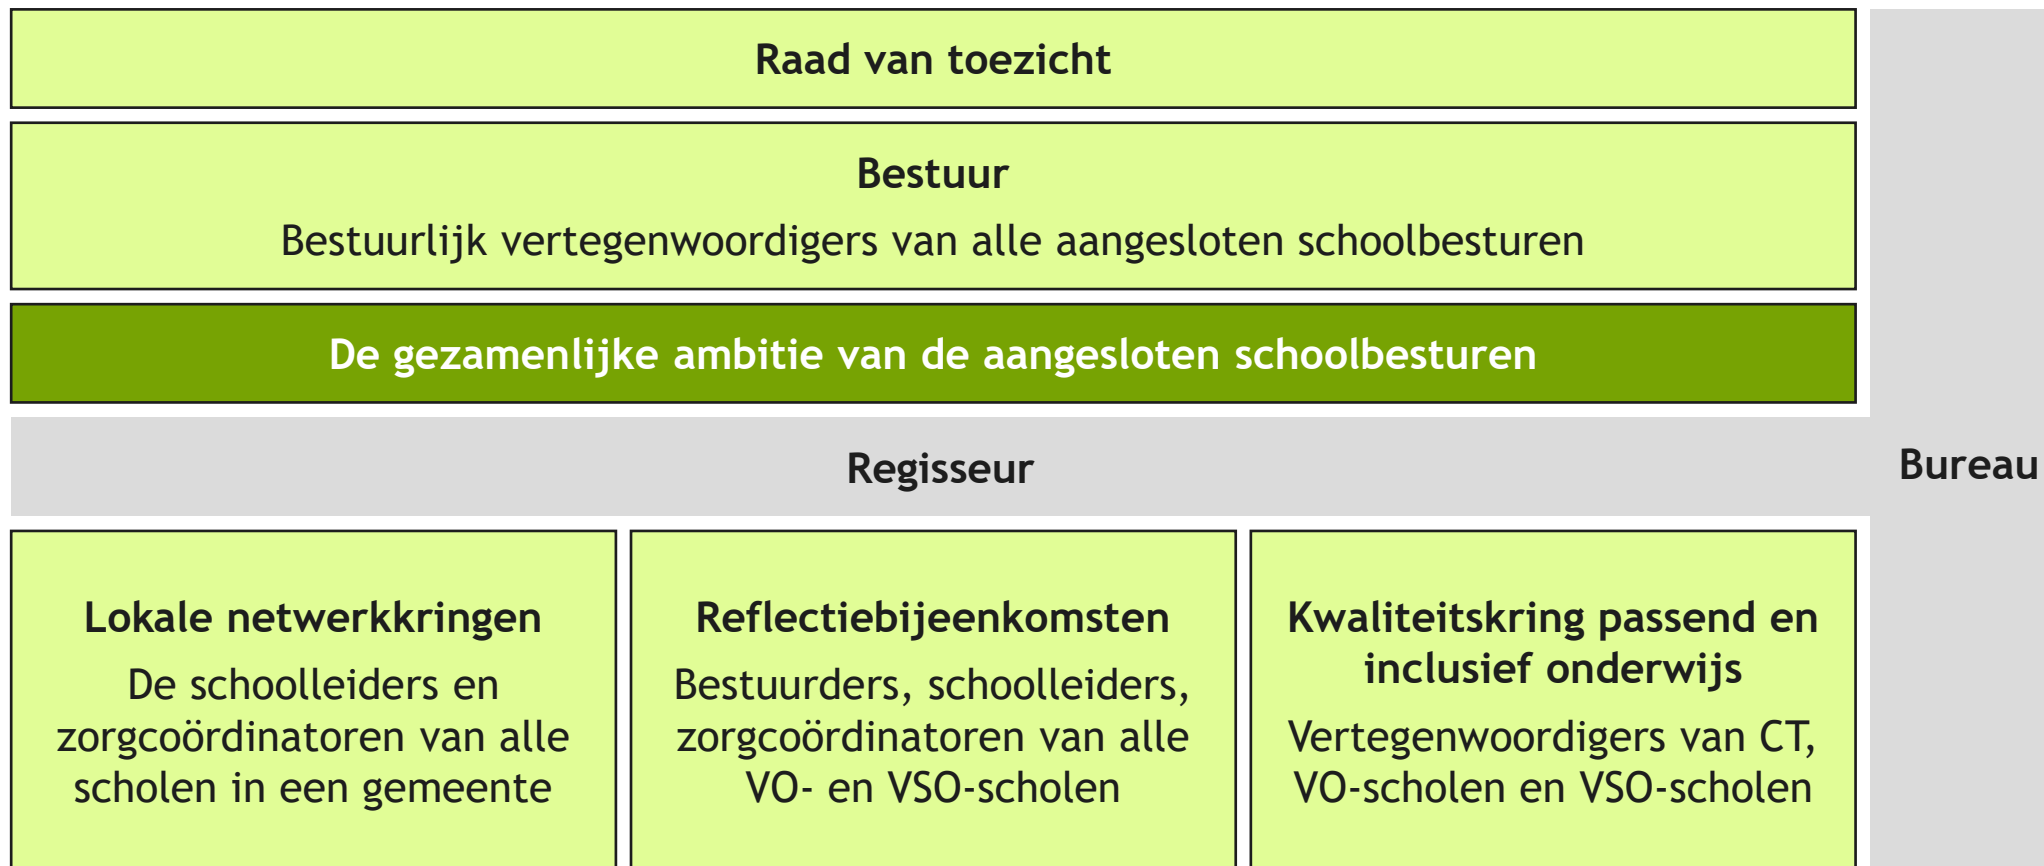 Raad van toezicht
Bestuur
Bestuurlijk vertegenwoordigers van alle aangesloten schoolbesturen
De gezamenlijke ambitie van de aangesloten schoolbesturen
Regisseur
Bureau
Lokale netwerkkringen
De schoolleiders en
zorgcoördinatoren van alle
scholen in een gemeente
Reflectiebijeenkomsten
Bestuurders, schoolleiders,
zorgcoördinatoren van alle
VO- en VSO-scholen
Kwaliteitskring passend en
inclusief onderwijs
Vertegenwoordigers van CT,
VO-scholen en VSO-scholen